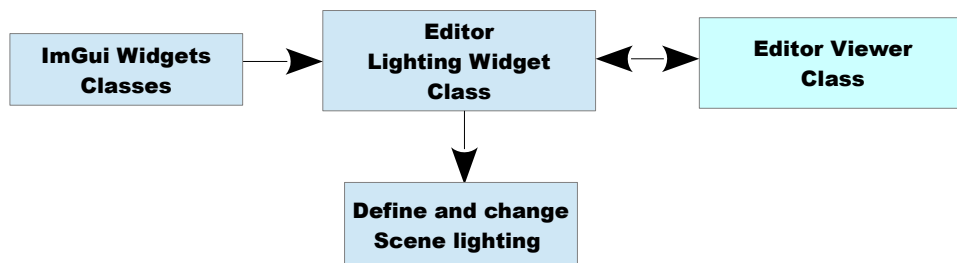 ImGui Widgets
Classes
Editor
Lighting Widget
Class
Editor Viewer
Class
Define and change
Scene lighting